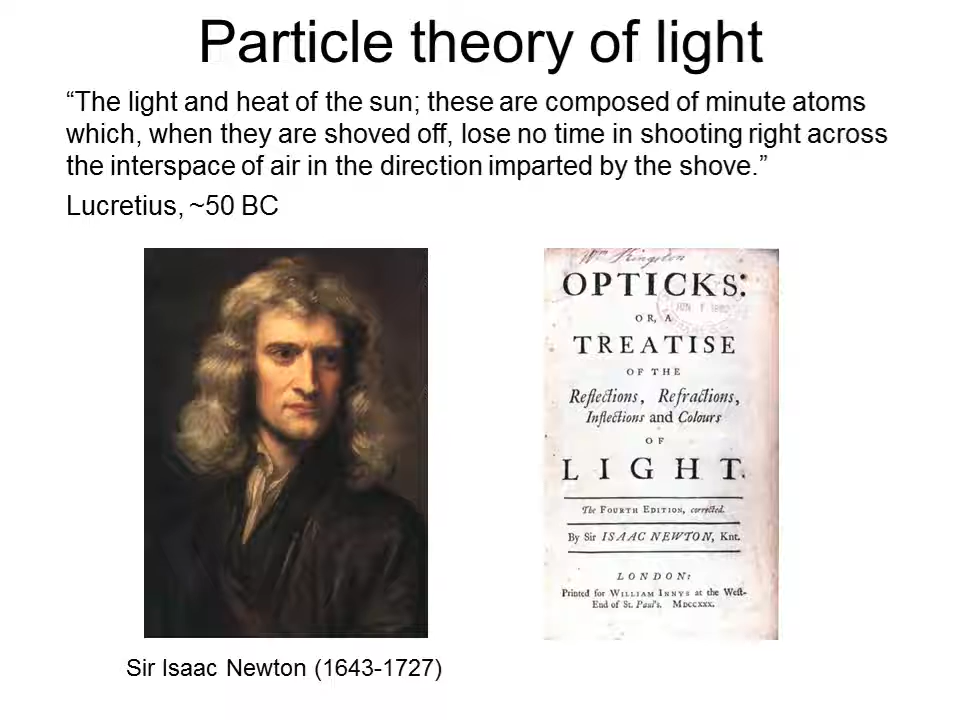 Particle theory of light
“The light and heat of the sun; these are composed of minute atoms
which, when they are shoved off, lose no time in shooting right across
the interspace of air in the direction imparted by the shove.”
Lucretius, ~50 BC
Wm Kingston
OPTICKS:
JUN 1
OR, A
TREATISE
OF THE
Reflections, Refractions,
Inflections and Colours
OF
LIGHT.
The FOURTH EDITION, corrected.
By Sir ISAAC NEWTON, Knt.
LONDON:
Printed for WILLIAM INNYS at the West-
End of St. Paul's. MDCCXXX.
Sir Isaac Newton (1643-1727)